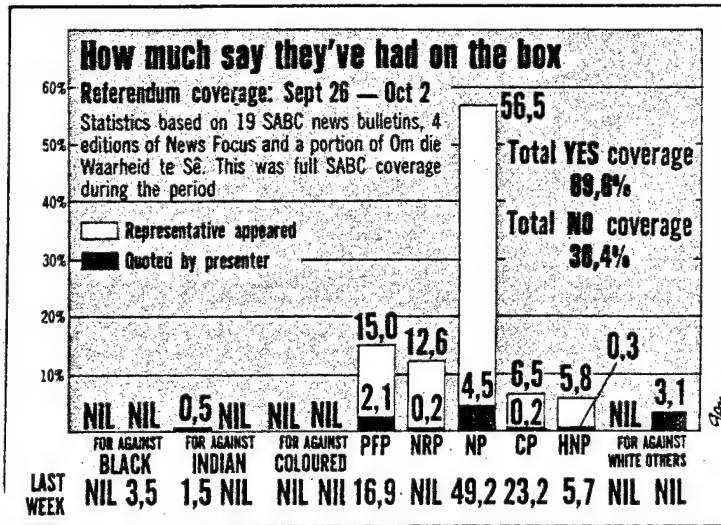 How much say they've had on the box
Referendum coverage: Sept 26 — Oct 2
Statistics based on 19 SABC news bulletins, 4
editions of News Focus and a portion of Om die
Waarheid te Sê. This was full SABC coverage
during the period
Representative appeared
Quoted by presenter
60%
50%
40%
30%
20%
10%
56,5
Total YES coverage
69,6%
Total NO coverage
36,4%
15,0
2,1
12,6
0,2
4,5
6,5
0,2
5,8
0,3
NIL
3,1
NIL NIL
0,5 NIL
NIL NIL
FOR AGAINST
BLACK
FOR AGAINST
INDIAN
FOR AGAINST
COLOURED
PFP
NRP
NP
CP
HNP
FOR AGAINST
WHITE OTHERS
LAST
WEEK
NIL 3,5 1,5 NIL NIL NIL 16,9 NIL 49,2 23,2 5,7 NIL NIL